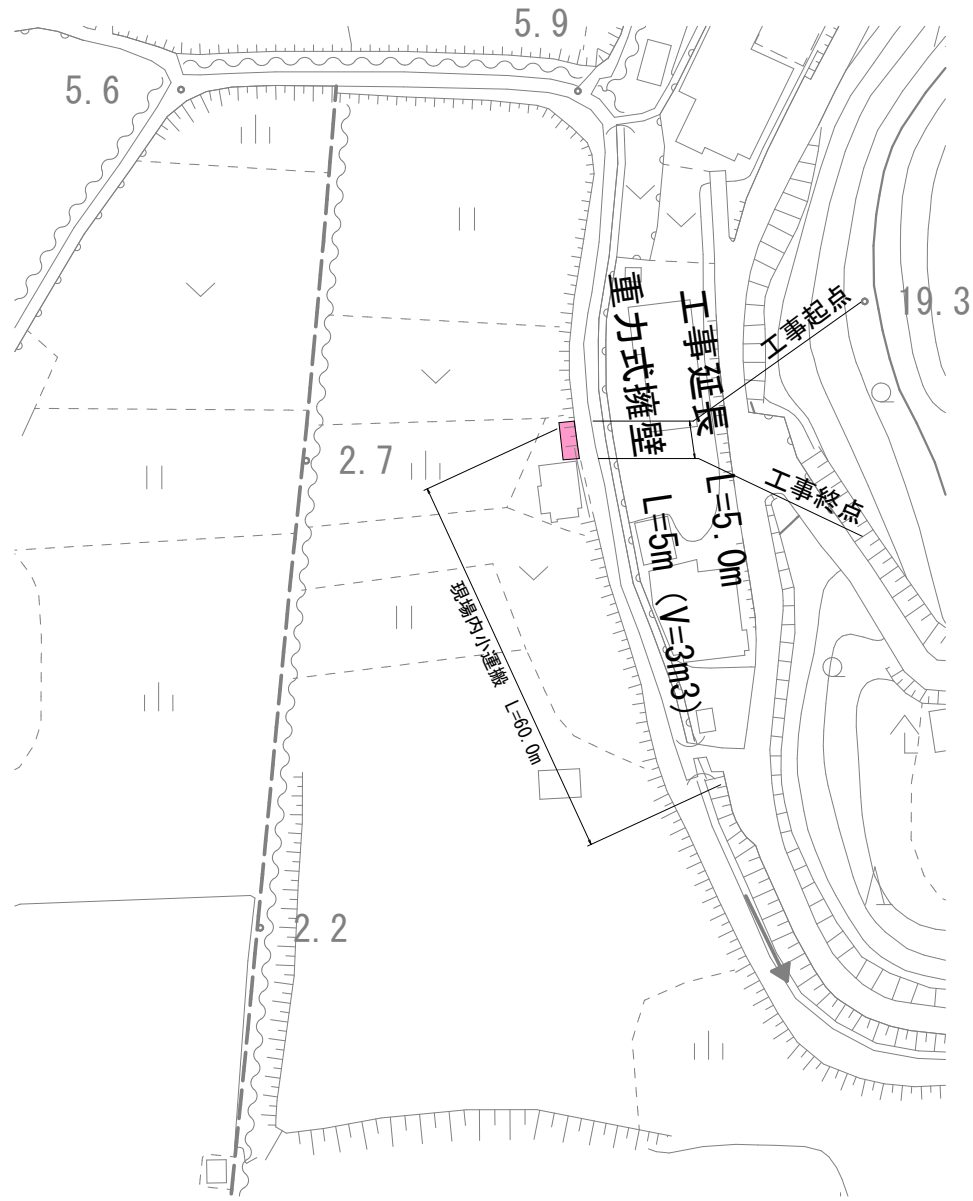 5.9
5.6
19.3
工事起点
工事延長 L=5.0m
重力式擁壁 L=5m (V=3m3)
2.7
工事終点
現場内小運搬 L=60.0m
2.2